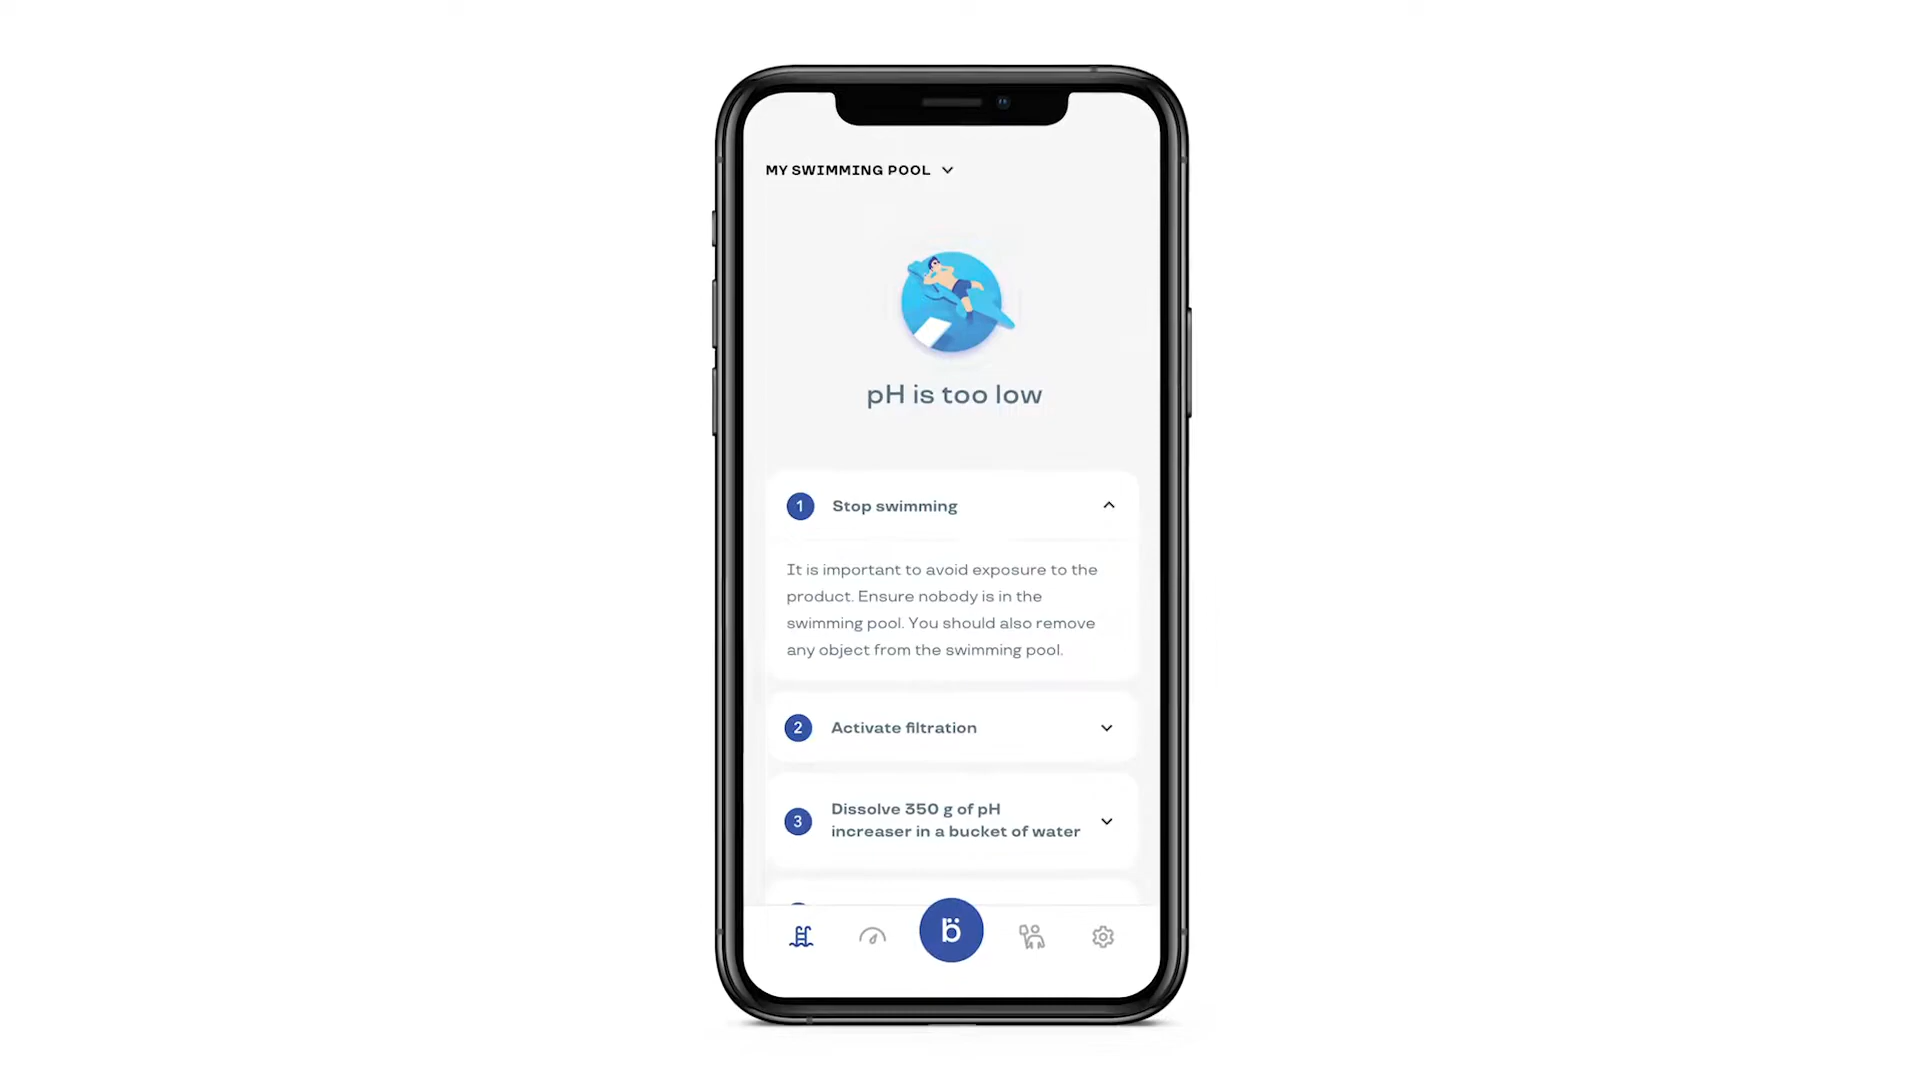 MY SWIMMING POOL
pH is too low
1 Stop swimming
It is important to avoid exposure to the
product. Ensure nobody is in the
swimming pool. You should also remove
any object from the swimming pool.
2 Activate filtration
3 Dissolve 350 g of pH
increaser in a bucket of water
b̈